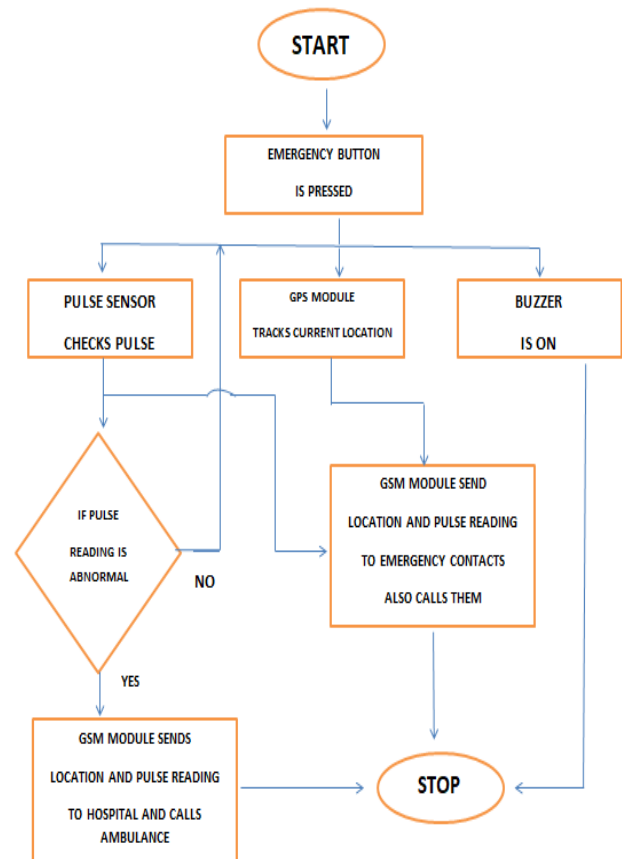 START
EMERGENCY BUTTON
IS PRESSED
PULSE SENSOR
CHECKS PULSE
GPS MODULE
TRACKS CURRENT LOCATION
BUZZER
IS ON
IF PULSE
READING IS
ABNORMAL
NO
GSM MODULE SEND
LOCATION AND PULSE READING
TO EMERGENCY CONTACTS
ALSO CALLS THEM
YES
GSM MODULE SENDS
LOCATION AND PULSE READING
TO HOSPITAL AND CALLS
AMBULANCE
STOP